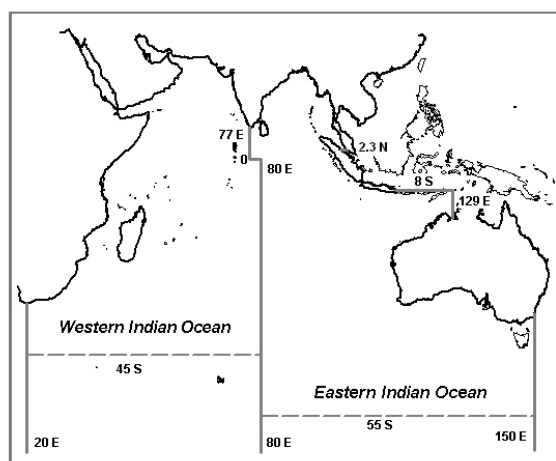 77 E
2.3 N
0
80 E
8 S
129 E
Western Indian Ocean
45 S
Eastern Indian Ocean
55 S
20 E
80 E
150 E